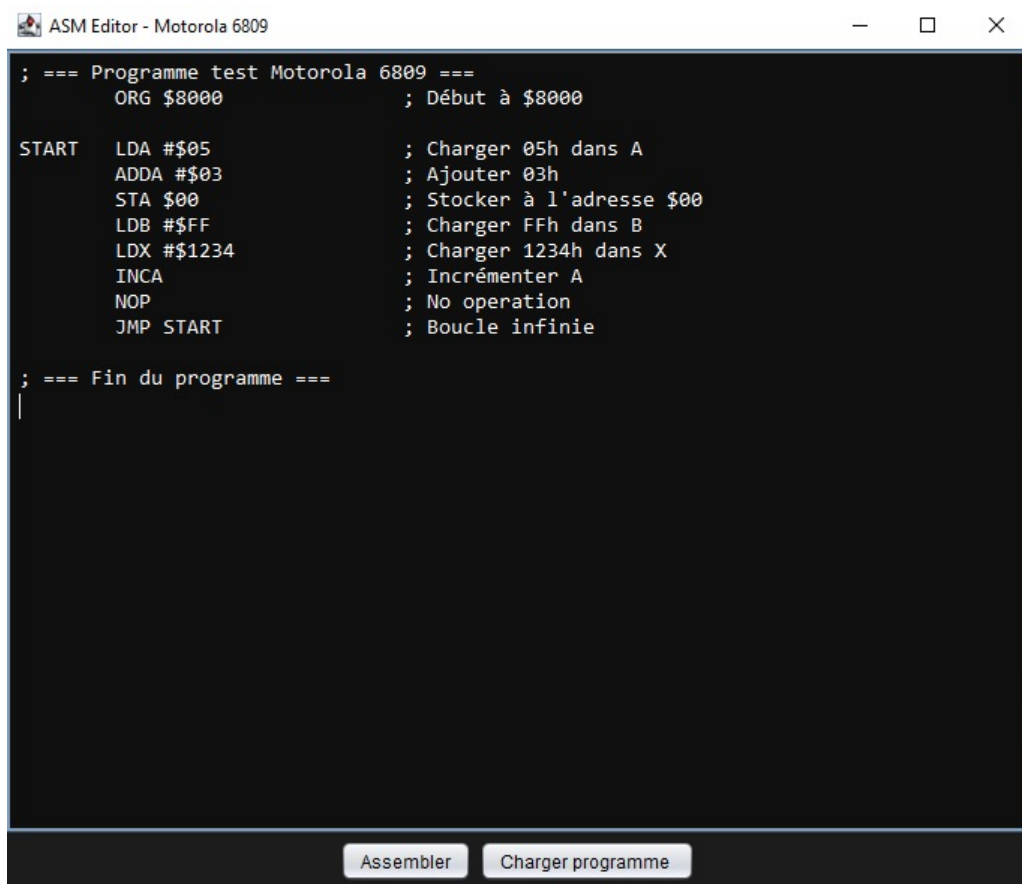 ASM Editor - Motorola 6809
; === Programme test Motorola 6809 ===
        ORG $8000               ; Début à $8000
START   LDA #$05                ; Charger 05h dans A
        ADDA #$03               ; Ajouter 03h
        STA $00                 ; Stocker à l'adresse $00
        LDB #$FF                ; Charger FFh dans B
        LDX #$1234              ; Charger 1234h dans X
        INCA                    ; Incrémenter A
        NOP                     ; No operation
        JMP START               ; Boucle infinie
; === Fin du programme ===
Assembler Charger programme